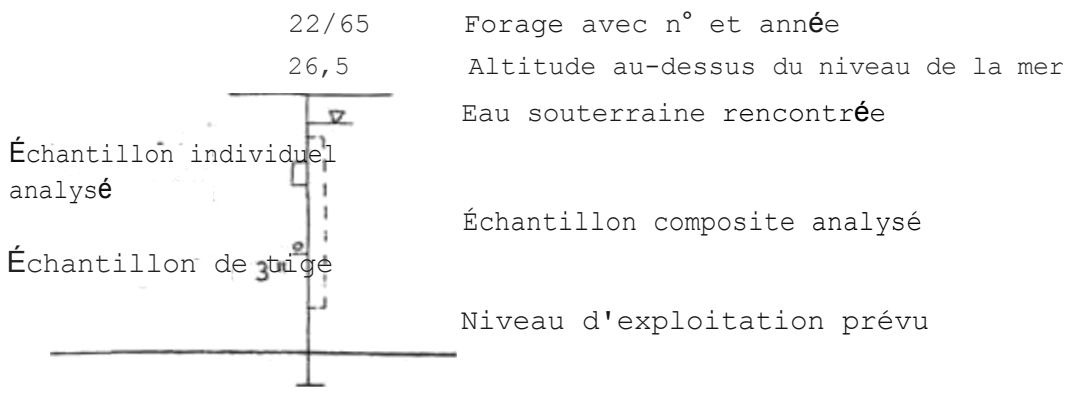 22/65 Forage avec n° et année
26,5 Altitude au-dessus du niveau de la mer
Eau souterraine rencontrée
Échantillon individuel
analysé
Échantillon composite analysé
Échantillon de tige
Niveau d'exploitation prévu